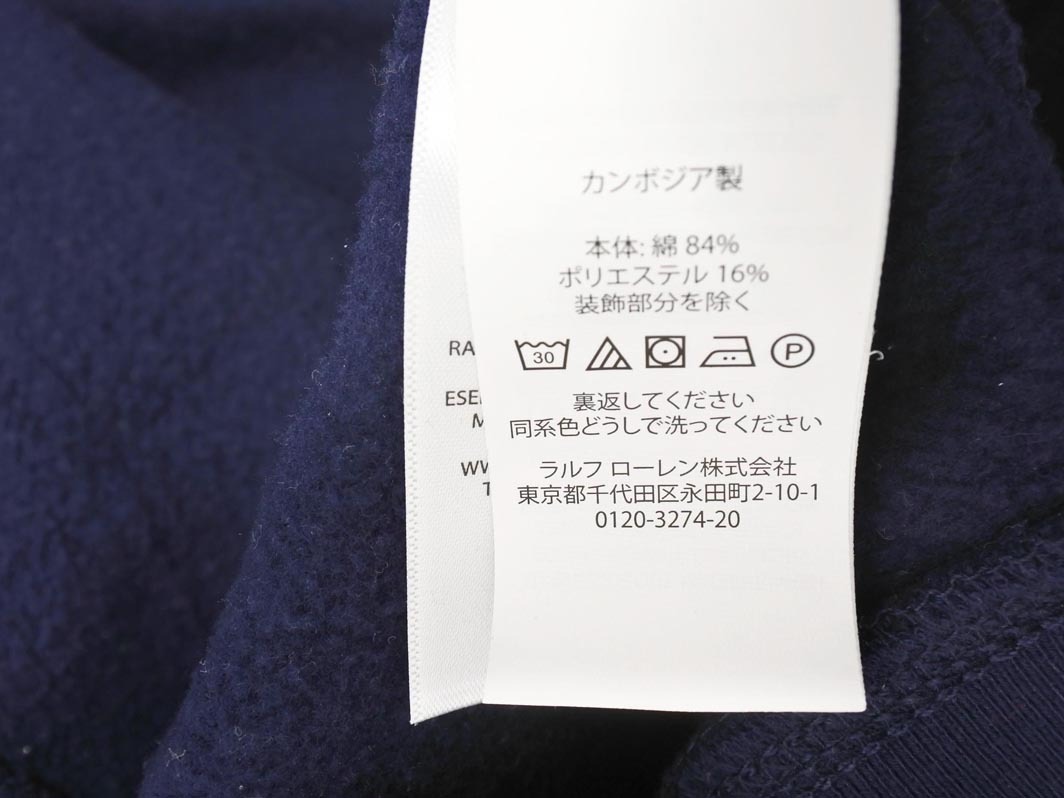 カンボジア製
本体: 綿 84%
ポリエステル 16%
装飾部分を除く
30 P
裏返してください
同系色どうしで洗ってください
ラルフ ローレン株式会社
東京都千代田区永田町2-10-1
0120-3274-20
RA
ESE